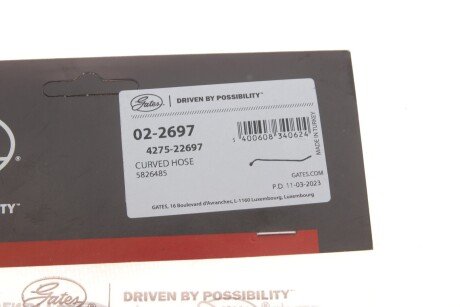 Gates DRIVEN BY POSSIBILITY™
02-2697
4275-22697
CURVED HOSE
5826485
5 400608 340624
MADE IN TURKEY
GATES.COM
P.D. 11-03-2023
GATES, 16 Boulevard d'Avranches, L-1160 Luxembourg, Luxembourg
®
ITY™
Gates DRIVEN BY POSSIBILITY™